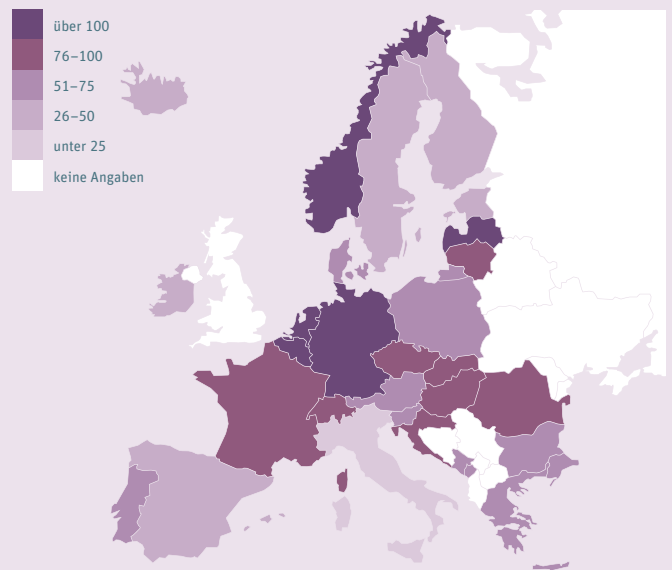 über 100
76–100
51–75
26–50
unter 25
keine Angaben